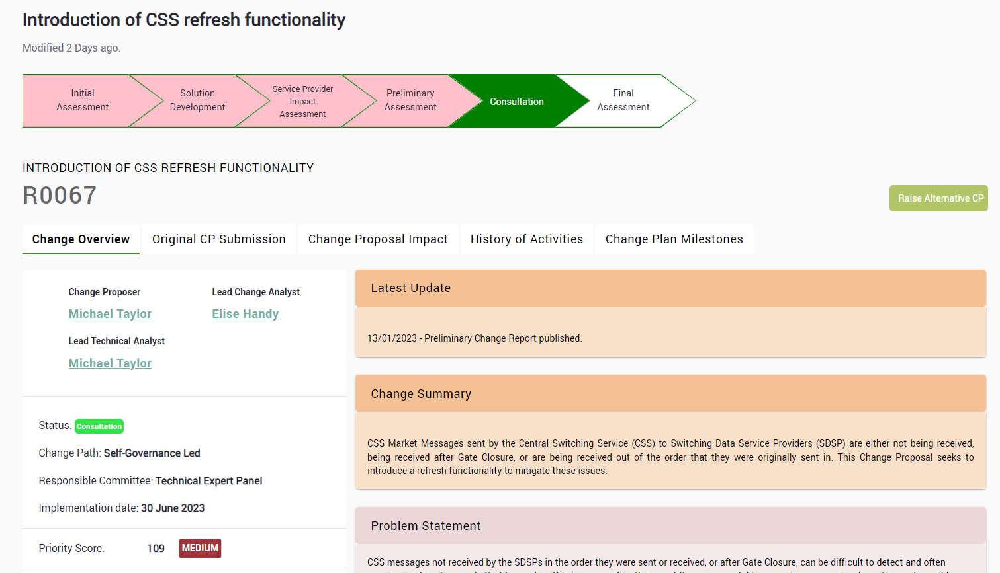 Introduction of CSS refresh functionality
Modified 2 Days ago.
Initial
Assessment
Solution
Development
Service Provider
Impact
Assessment
Preliminary
Assessment
Consultation
Final
Assessment
INTRODUCTION OF CSS REFRESH FUNCTIONALITY
R0067
Raise Alternative CP
Change Overview
Original CP Submission
Change Proposal Impact
History of Activities
Change Plan Milestones
Change Proposer
Michael Taylor
Lead Change Analyst
Elise Handy
Lead Technical Analyst
Michael Taylor
Status: Consultation
Change Path: Self-Governance Led
Responsible Committee: Technical Expert Panel
Implementation date: 30 June 2023
Priority Score: 109 MEDIUM
Latest Update
13/01/2023 - Preliminary Change Report published.
Change Summary
CSS Market Messages sent by the Central Switching Service (CSS) to Switching Data Service Providers (SDSP) are either not being received,
being received after Gate Closure, or are being received out of the order that they were originally sent in. This Change Proposal seeks to
introduce a refresh functionality to mitigate these issues.
Problem Statement
CSS messages not received by the SDSPs in the order they were sent or received, or after Gate Closure, can be difficult to detect and often